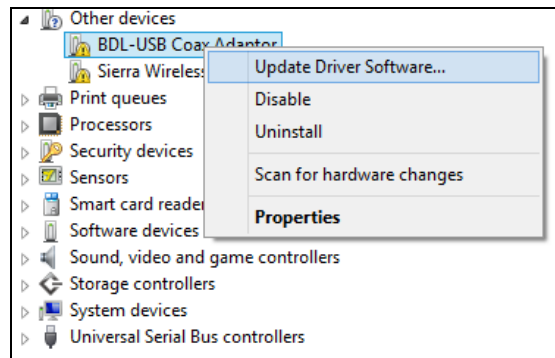 Other devices
BDL-USB Coax Adaptor
Sierra Wireless
Print queues
Processors
Security devices
Sensors
Smart card reader
Software devices
Sound, video and game controllers
Storage controllers
System devices
Universal Serial Bus controllers
Update Driver Software...
Disable
Uninstall
Scan for hardware changes
Properties